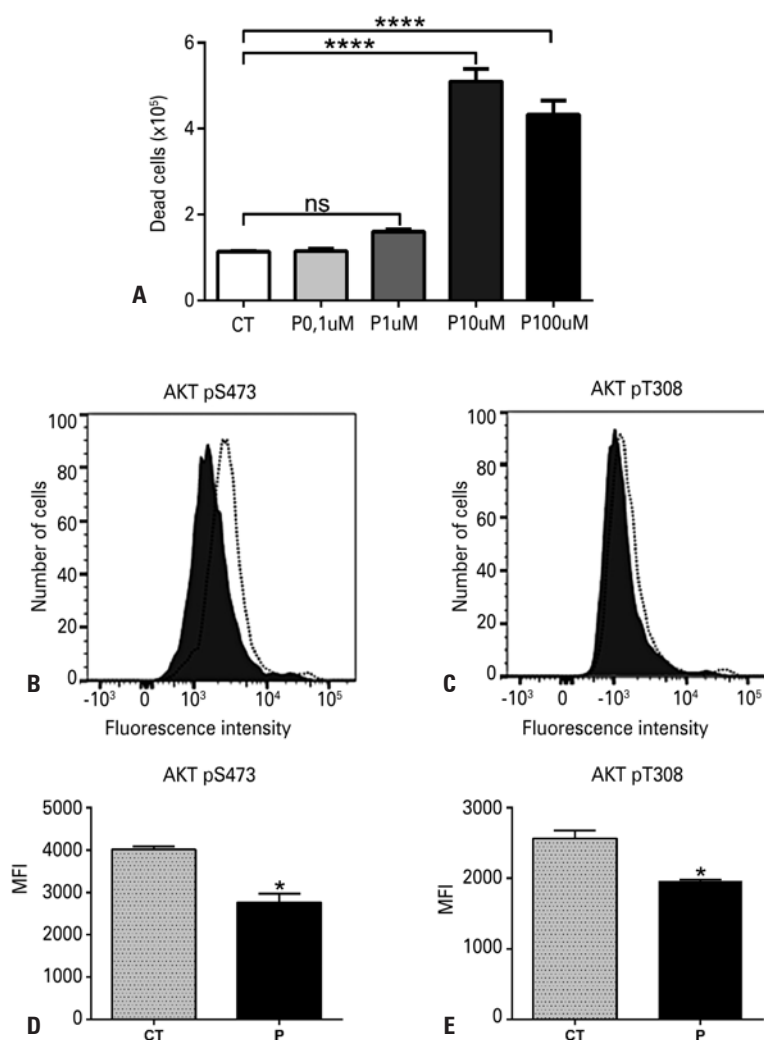 ****
****
ns
Dead cells (x10⁵)
6
4
2
0
CT P0,1uM P1uM P10uM P100uM
A
AKT pS473
Number of cells
100
80
60
40
20
0
-10³ 0 10³ 10⁴ 10⁵
Fluorescence intensity
B
AKT pT308
Number of cells
100
80
60
40
20
0
-10³ 0 -10³ 10⁴ 10⁵
Fluorescence intensity
C
AKT pS473
MFI
5000
4000
3000
2000
1000
0
*
CT P
D
AKT pT308
MFI
3000
2000
1000
0
*
CT P
E